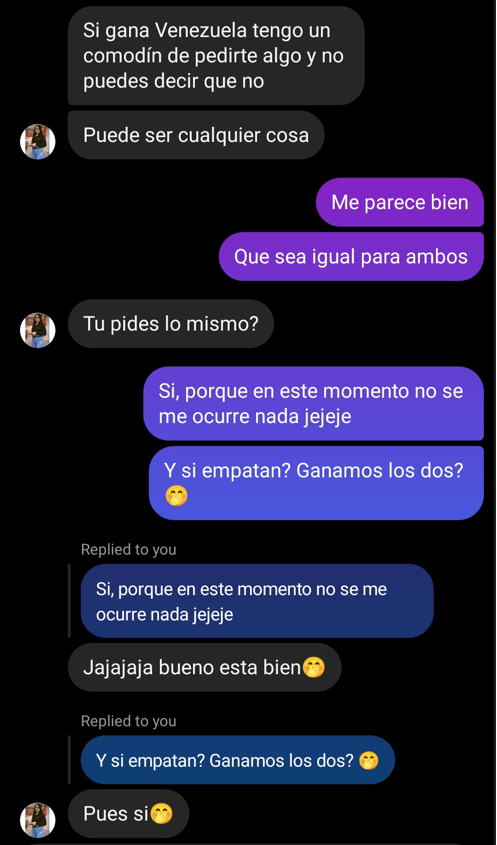 Si gana Venezuela tengo un
comodín de pedirte algo y no
puedes decir que no
Puede ser cualquier cosa
Me parece bien
Que sea igual para ambos
Tu pides lo mismo?
Si, porque en este momento no se
me ocurre nada jejeje
Y si empatan? Ganamos los dos?
🤭
Replied to you
Si, porque en este momento no se me
ocurre nada jejeje
Jajajaja bueno esta bien🤭
Replied to you
Y si empatan? Ganamos los dos? 🤭
Pues si🤭